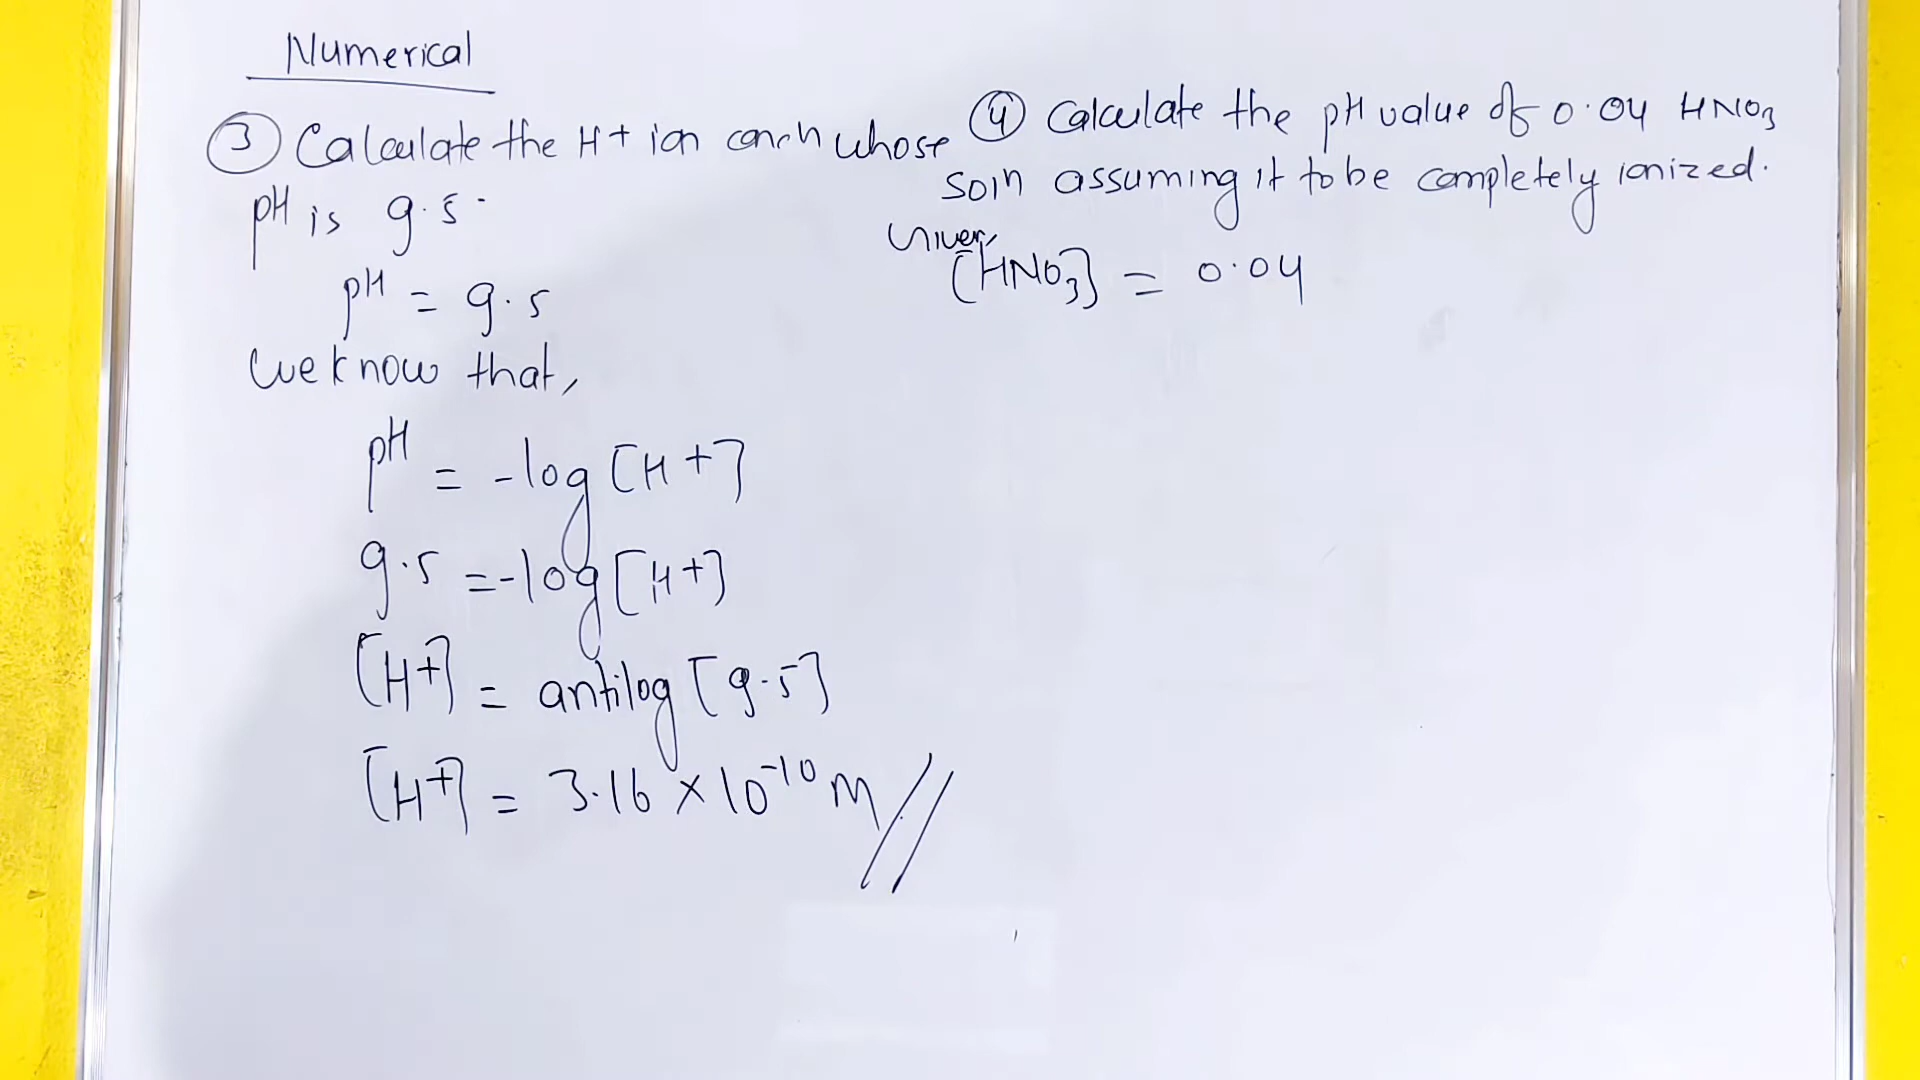 Numerical
③ Calculate the H+ ion concn whose
pH is 9.5.
pH = 9.5
We know that,
pH = -log [H+]
9.5 = -log [H+]
[H+] = antilog [9.5]
[H+] = 3.16 × 10⁻¹⁰ M //
④ Calculate the pH value of 0.04 HNO₃
soln assuming it to be completely ionized.
Given,
[HNO₃] = 0.04